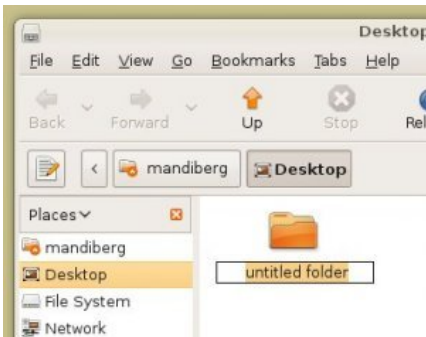 Desktop
File Edit View Go Bookmarks Tabs Help
Back Forward Up Stop Rel
mandiberg Desktop
Places
mandiberg
Desktop
untitled folder
File System
Network